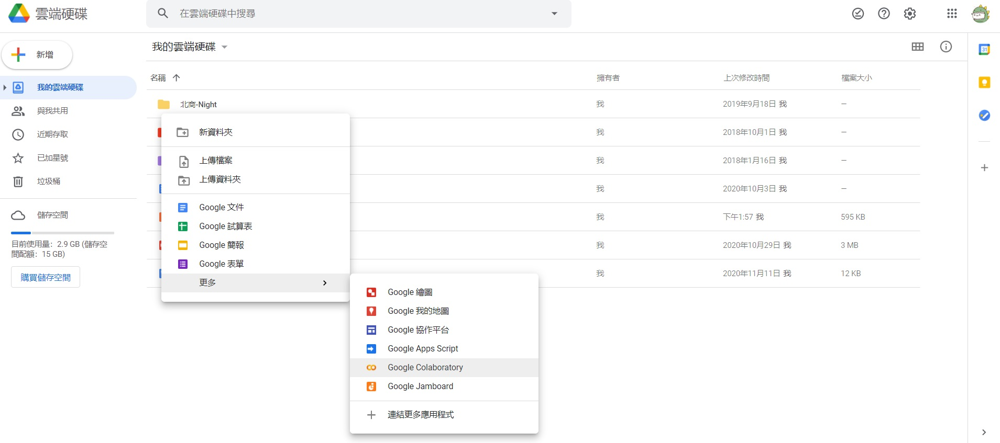 雲端硬碟
在雲端硬碟中搜尋
新增
我的雲端硬碟
與我共用
近期存取
已加星號
垃圾桶
儲存空間
目前使用量：2.9 GB (儲存空
間配額：15 GB)
購買儲存空間
我的雲端硬碟
名稱
擁有者
上次修改時間
檔案大小
北商-Night
我
2019年9月18日 我
—
我
2018年10月1日 我
—
我
2018年1月16日 我
—
我
2020年10月3日 我
—
我
下午1:57 我
595 KB
我
2020年10月29日 我
3 MB
我
2020年11月11日 我
12 KB
新資料夾
上傳檔案
上傳資料夾
Google 文件
Google 試算表
Google 簡報
Google 表單
更多
Google 繪圖
Google 我的地圖
Google 協作平台
Google Apps Script
Google Colaboratory
Google Jamboard
連結更多應用程式
31